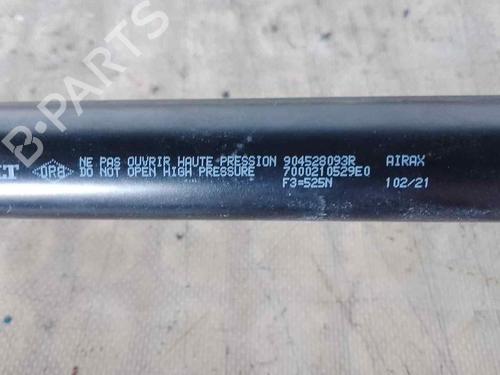 NE PAS OUVRIR HAUTE PRESSION 904528093R AIRAX
DO NOT OPEN HIGH PRESSURE 7000210529E0
F3=525N 102/21
B-PARTS